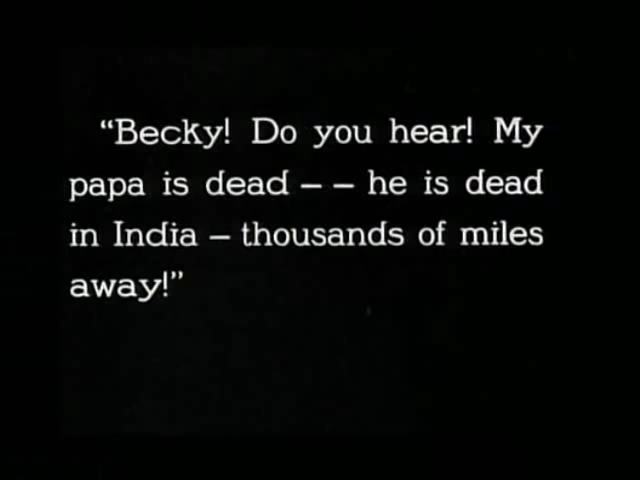 “Becky! Do you hear! My
papa is dead – – he is dead
in India – thousands of miles
away!”